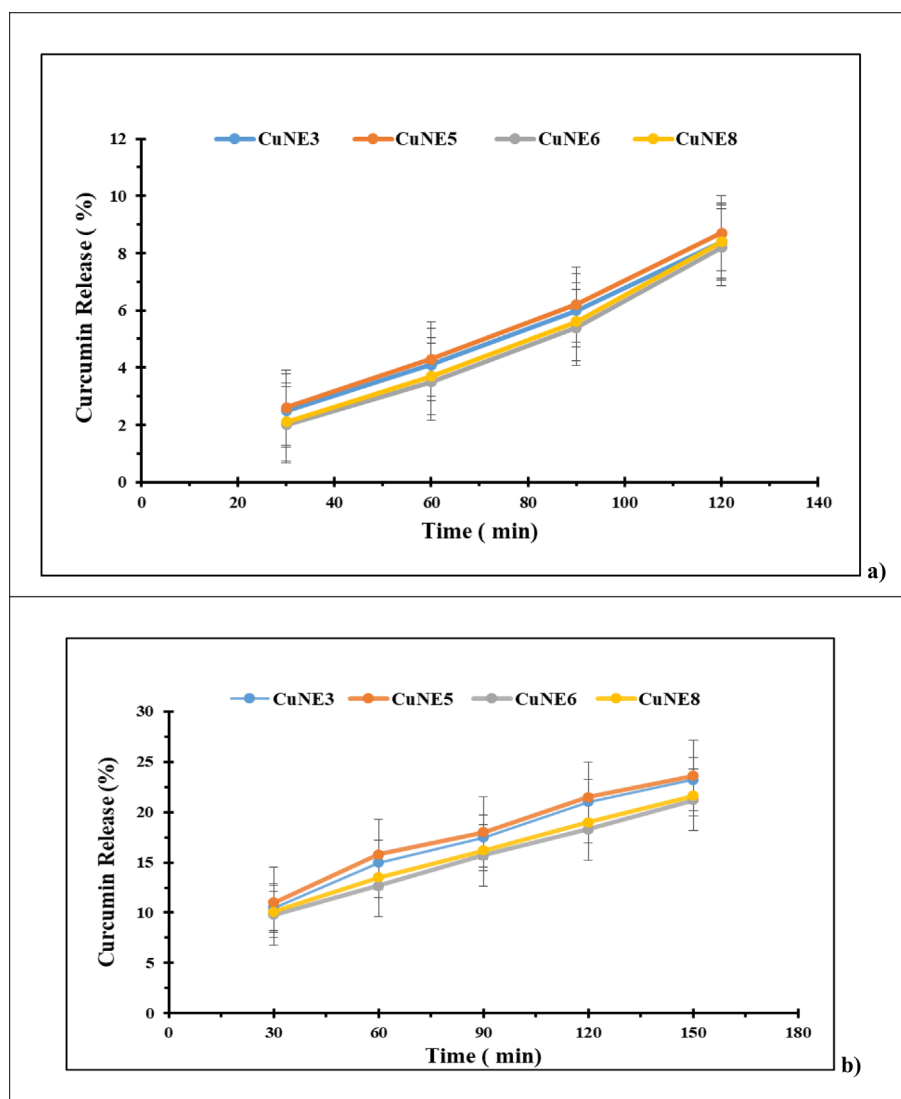 CuNE3 CuNE5 CuNE6 CuNE8
12
10
8
6
4
2
0
Curcumin Release ( %)
0 20 40 60 80 100 120 140
Time ( min)
a)
CuNE3 CuNE5 CuNE6 CuNE8
30
25
20
15
10
5
0
Curcumin Release (%)
0 30 60 90 120 150 180
Time ( min)
b)